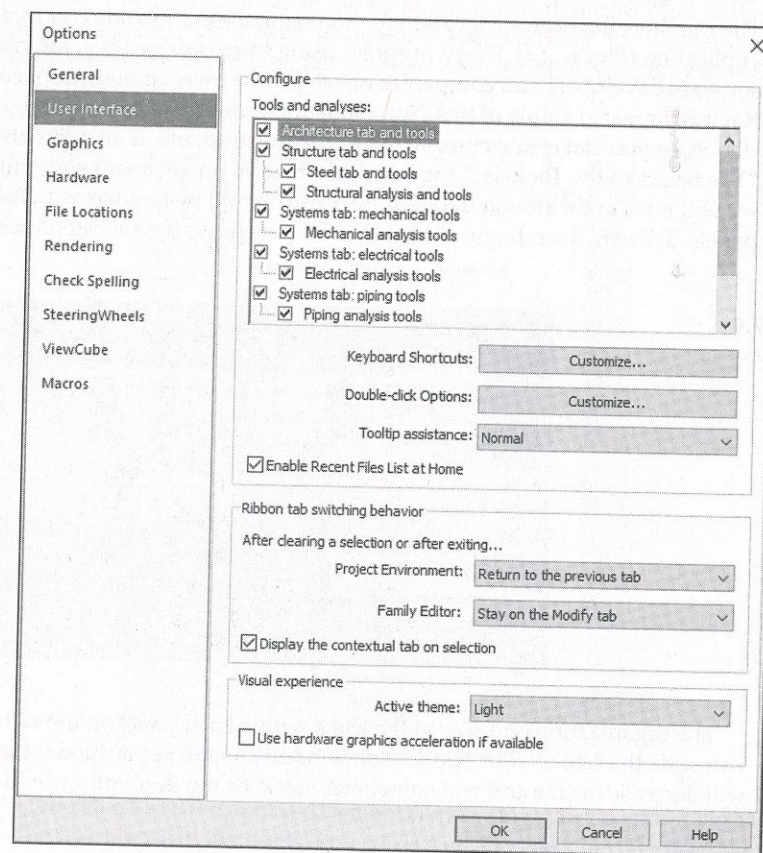 Options
General
User Interface
Graphics
Hardware
File Locations
Rendering
Check Spelling
SteeringWheels
ViewCube
Macros
Configure
Tools and analyses:
Architecture tab and tools
Structure tab and tools
Steel tab and tools
Structural analysis and tools
Systems tab: mechanical tools
Mechanical analysis tools
Systems tab: electrical tools
Electrical analysis tools
Systems tab: piping tools
Piping analysis tools
Keyboard Shortcuts: Customize...
Double-click Options: Customize...
Tooltip assistance: Normal
Enable Recent Files List at Home
Ribbon tab switching behavior
After clearing a selection or after exiting...
Project Environment: Return to the previous tab
Family Editor: Stay on the Modify tab
Display the contextual tab on selection
Visual experience
Active theme: Light
Use hardware graphics acceleration if available
OK Cancel Help